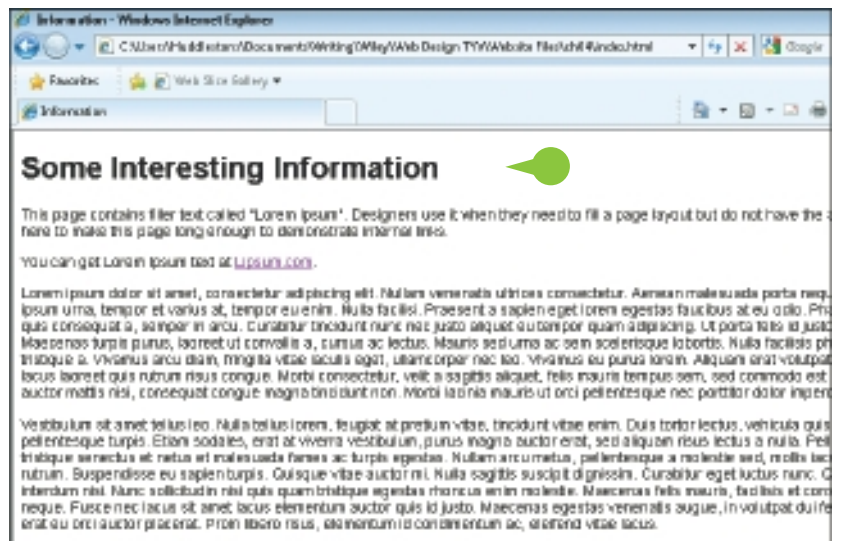 Information - Windows Internet Explorer
Google
Favorites Web Slice Gallery
Information
Some Interesting Information
This page contains filler text called "Lorem Ipsum". Designers use it when they need to fill a page layout but do not have the
here to make this page long enough to demonstrate internal links.
You can get Lorem Ipsum text at Lipsum.com.
Lorem ipsum dolor sit amet, consectetur adipiscing elit. Nullam venenatis ultrices consectetur. Aenean malesuada porta
ipsum urna, tempor et varius at, tempor eu enim. Nulla facilisi. Praesent a sapien eget lorem egestas faucibus at eu odio.
quis consequat a, semper in arcu. Curabitur tincidunt nunc nec justo aliquet eu tempor quam adipiscing. Ut porta felis id
Maecenas turpis purus, laoreet ut convallis a, cursus ac lectus. Mauris sed urna ac sem scelerisque lobortis. Nulla facilisis
tristique a. Vivamus arcu diam, fringilla vitae iaculis eget, ullamcorper nec leo. Vivamus eu purus lorem. Aliquam erat
lacus laoreet quis rutrum risus congue. Morbi consectetur, velit a sagittis aliquet, felis mauris tempus sem, sed commodo est
auctor mattis nisi, consequat congue magna tincidunt non. Morbi lacinia mauris ut orci pellentesque nec porttitor dolor
Vestibulum sit amet tellus leo. Nulla tellus lorem, feugiat at pretium vitae, tincidunt vitae enim. Duis tortor lectus, vehicula quis
pellentesque turpis. Etiam sodales, erat at viverra vestibulum, purus magna auctor erat, sed aliquam risus lectus a nulla.
tristique senectus et netus et malesuada fames ac turpis egestas. Nullam arcu metus, pellentesque a molestie sed, mollis
rutrum. Suspendisse eu sapien turpis. Quisque vitae auctor mi. Nulla sagittis suscipit dignissim. Curabitur eget luctus nunc.
interdum nisl. Nunc sollicitudin nisl quis quam tristique egestas rhoncus enim molestie. Maecenas felis mauris, facilisis et
neque. Fusce nec lacus sit amet lacus elementum auctor quis id justo. Maecenas egestas venenatis augue, in volutpat dui
erat eu orci auctor placerat. Proin libero risus, elementum id condimentum ac, eleifend vitae lacus.